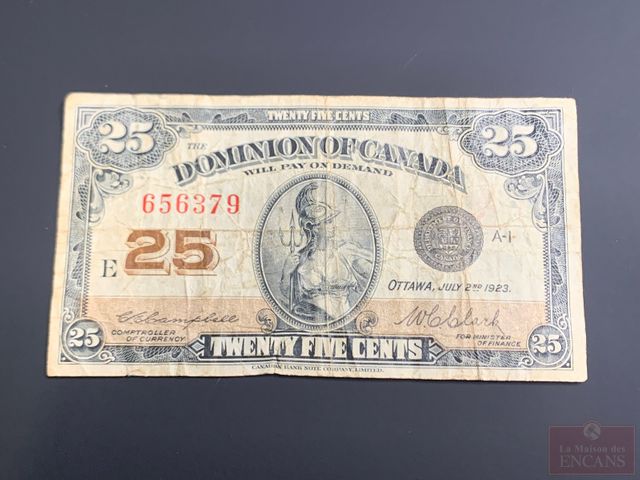 TWENTY FIVE CENTS
25 25
THE
DOMINION OF CANADA
WILL PAY ON DEMAND
656379
E 25
A-1
OTTAWA, JULY 2ND 1923.
COMPTROLLER
OF CURRENCY
FOR MINISTER
OF FINANCE
25 TWENTY FIVE CENTS 25
CANADIAN BANK NOTE COMPANY, LIMITED.
La Maison des
ENCANS